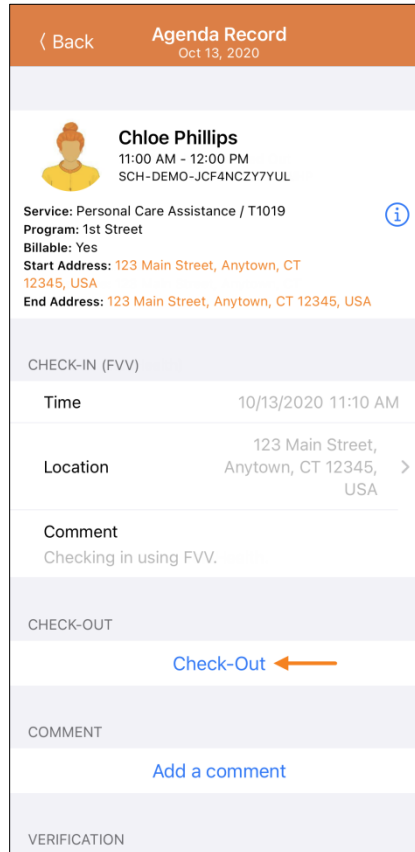 Back
Agenda Record
Oct 13, 2020
Chloe Phillips
11:00 AM - 12:00 PM
SCH-DEMO-JCF4NCZY7YUL
Service: Personal Care Assistance / T1019
Program: 1st Street
Billable: Yes
Start Address: 123 Main Street, Anytown, CT
12345, USA
End Address: 123 Main Street, Anytown, CT 12345, USA
CHECK-IN (FVV)
Time 10/13/2020 11:10 AM
Location 123 Main Street,
Anytown, CT 12345,
USA
Comment
Checking in using FVV.
CHECK-OUT
Check-Out
COMMENT
Add a comment
VERIFICATION